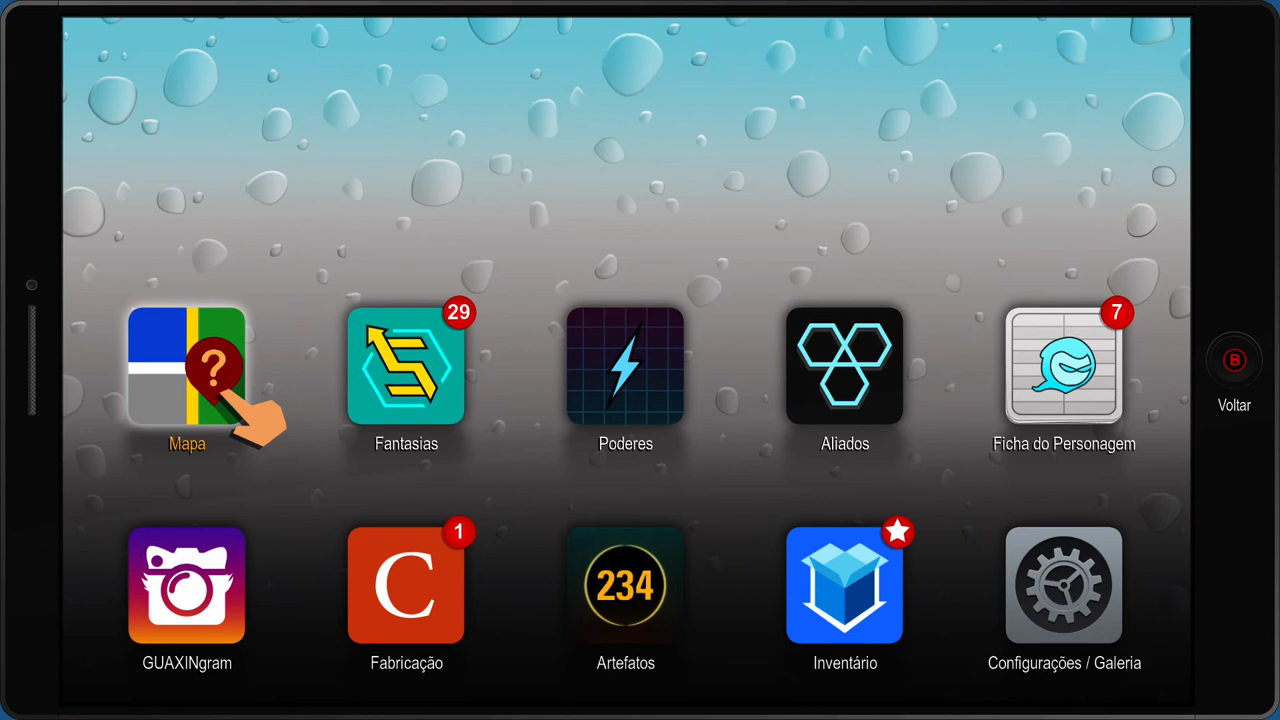 29
7
?
B
Voltar
Mapa
Fantasias
Poderes
Aliados
Ficha do Personagem
1
C
234
GUAXINgram
Fabricação
Artefatos
Inventário
Configurações / Galeria